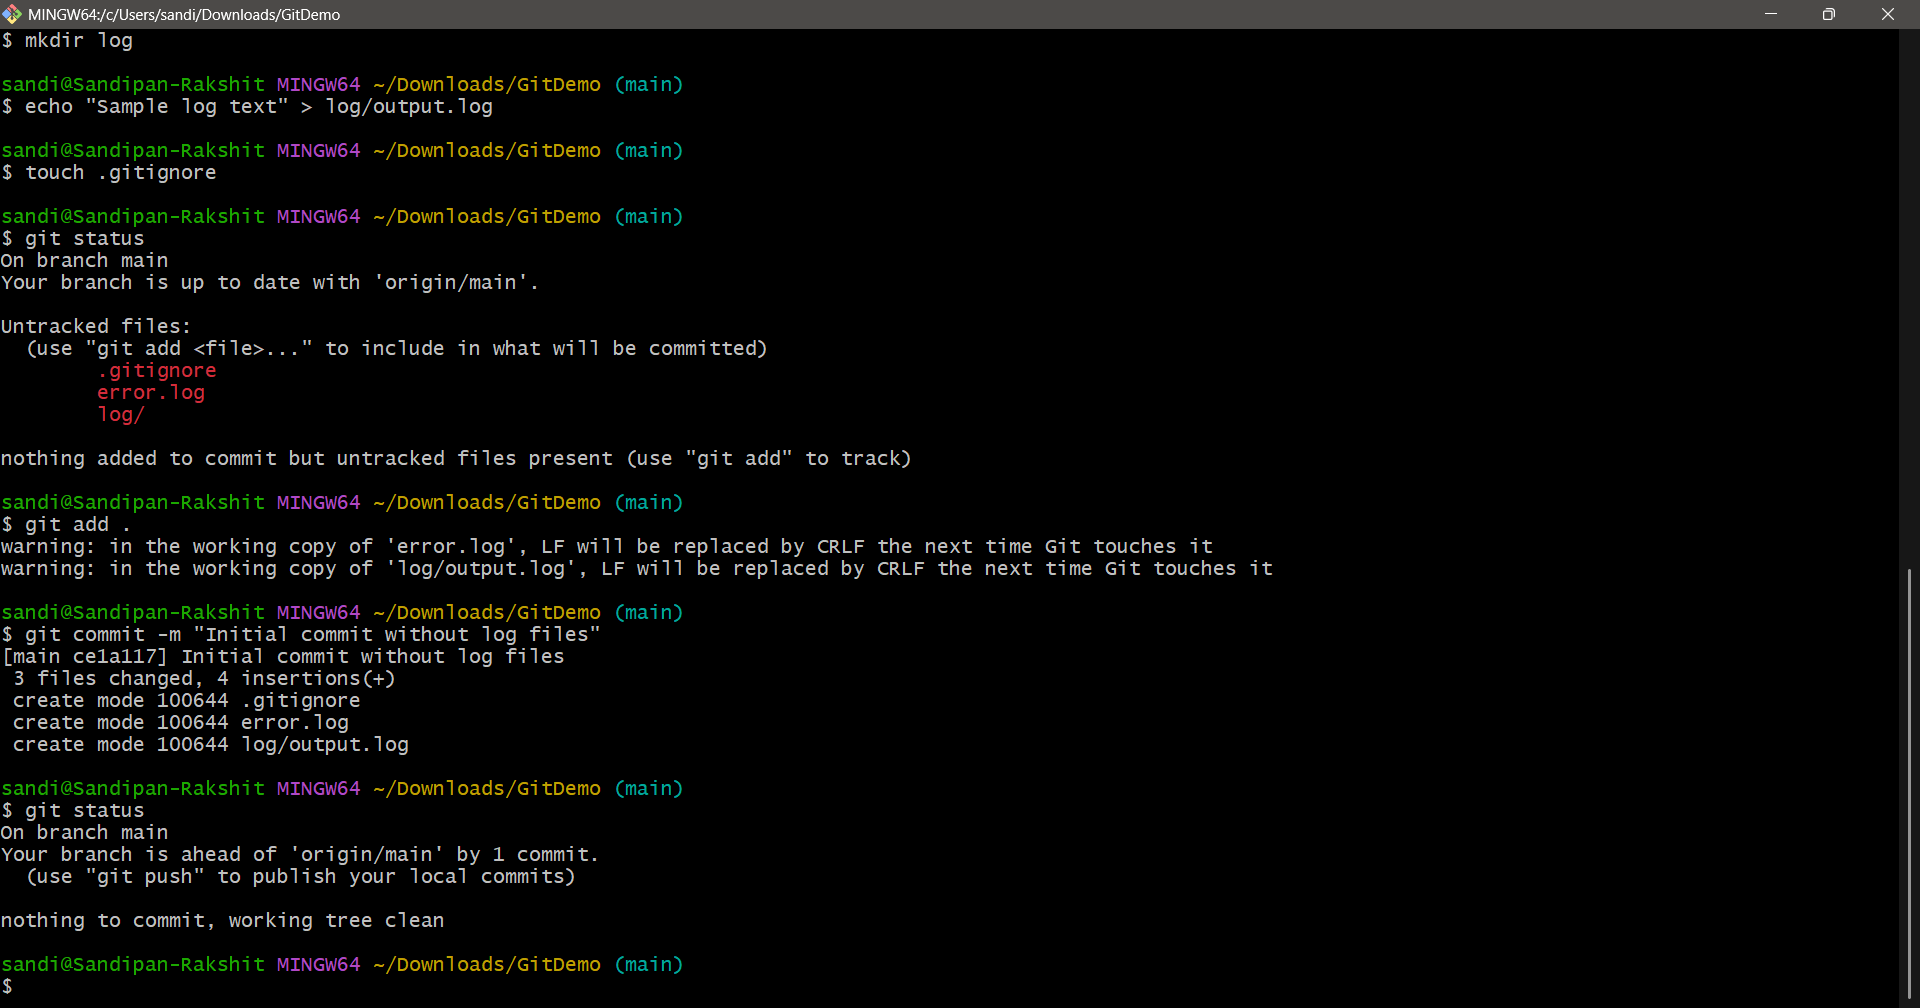 MINGW64:/c/Users/sandi/Downloads/GitDemo
$ mkdir log
sandi@Sandipan-Rakshit MINGW64 ~/Downloads/GitDemo (main)
$ echo "Sample log text" > log/output.log
sandi@Sandipan-Rakshit MINGW64 ~/Downloads/GitDemo (main)
$ touch .gitignore
sandi@Sandipan-Rakshit MINGW64 ~/Downloads/GitDemo (main)
$ git status
On branch main
Your branch is up to date with 'origin/main'.
Untracked files:
  (use "git add <file>..." to include in what will be committed)
        .gitignore
        error.log
        log/
nothing added to commit but untracked files present (use "git add" to track)
sandi@Sandipan-Rakshit MINGW64 ~/Downloads/GitDemo (main)
$ git add .
warning: in the working copy of 'error.log', LF will be replaced by CRLF the next time Git touches it
warning: in the working copy of 'log/output.log', LF will be replaced by CRLF the next time Git touches it
sandi@Sandipan-Rakshit MINGW64 ~/Downloads/GitDemo (main)
$ git commit -m "Initial commit without log files"
[main ce1a117] Initial commit without log files
 3 files changed, 4 insertions(+)
 create mode 100644 .gitignore
 create mode 100644 error.log
 create mode 100644 log/output.log
sandi@Sandipan-Rakshit MINGW64 ~/Downloads/GitDemo (main)
$ git status
On branch main
Your branch is ahead of 'origin/main' by 1 commit.
  (use "git push" to publish your local commits)
nothing to commit, working tree clean
sandi@Sandipan-Rakshit MINGW64 ~/Downloads/GitDemo (main)
$